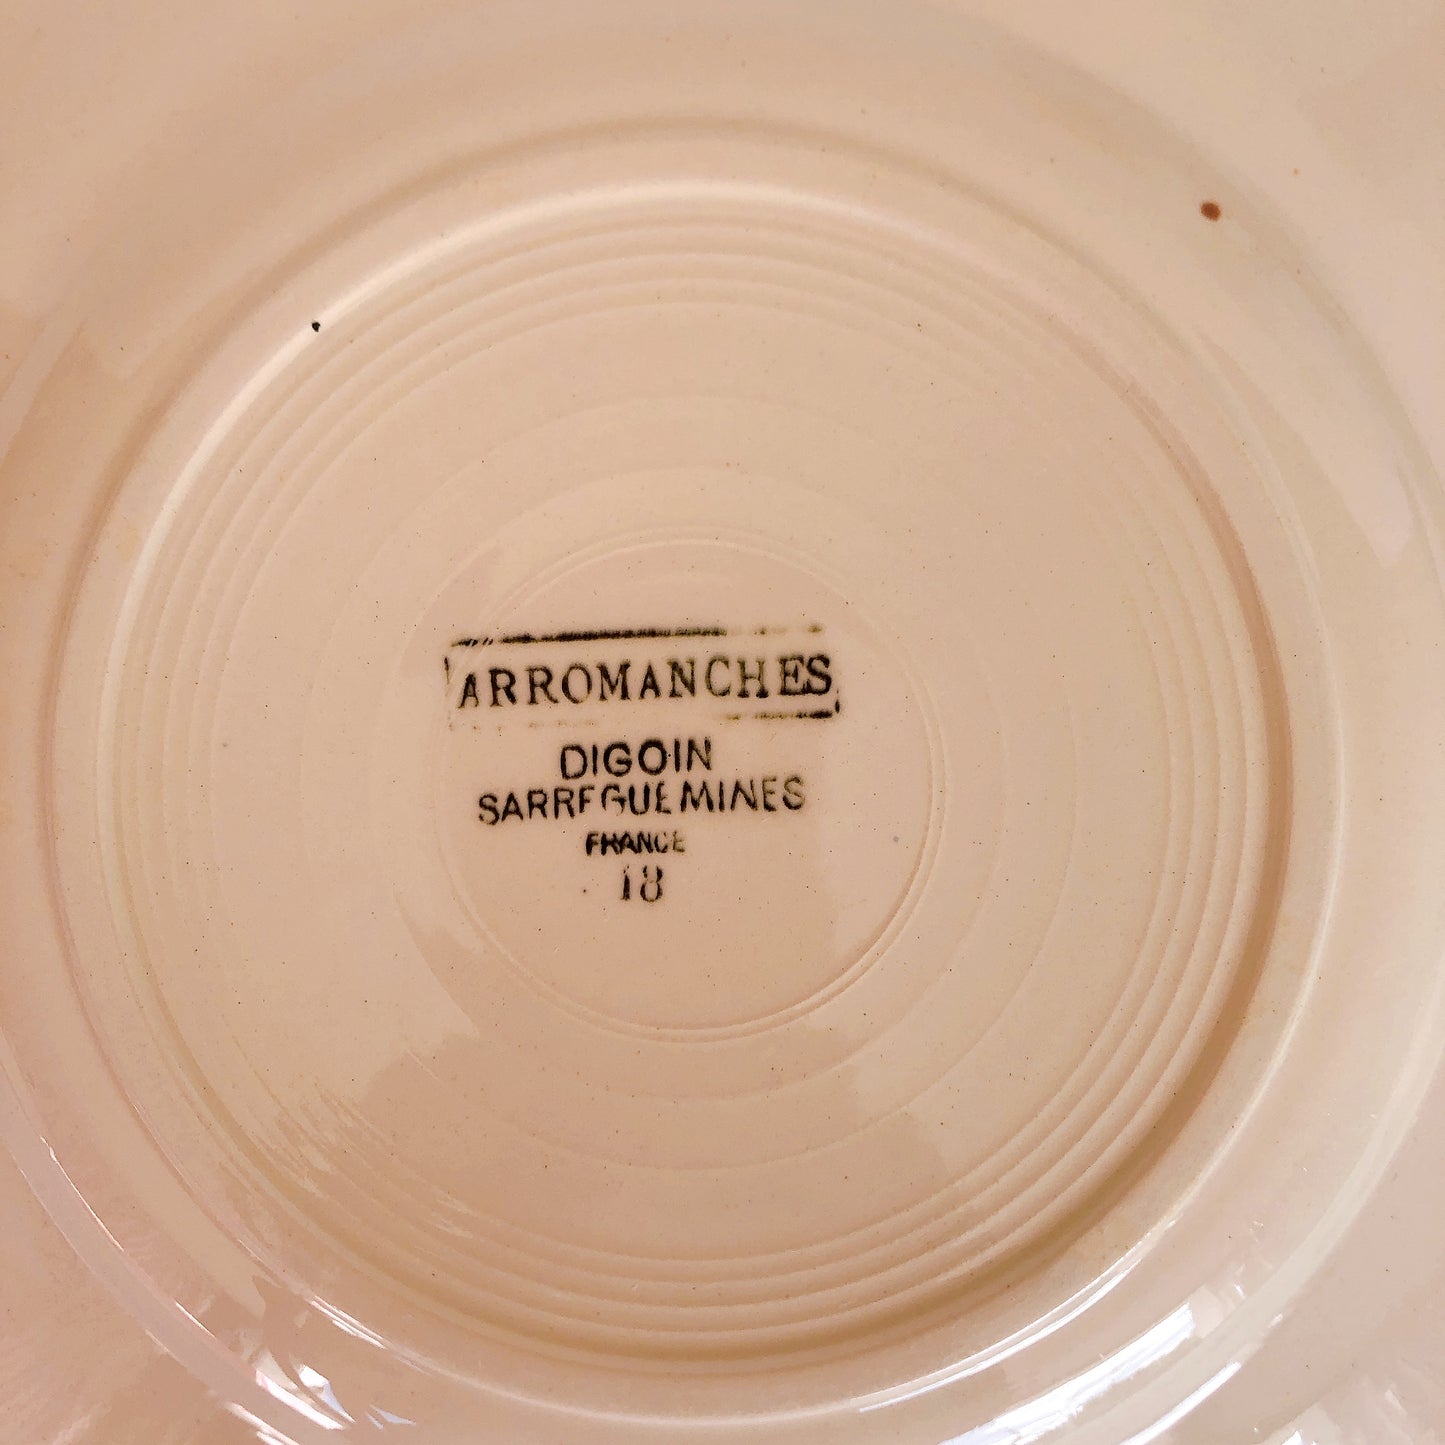 ARROMANCHES
DIGOIN
SARREGUEMINES
FRANCE
18